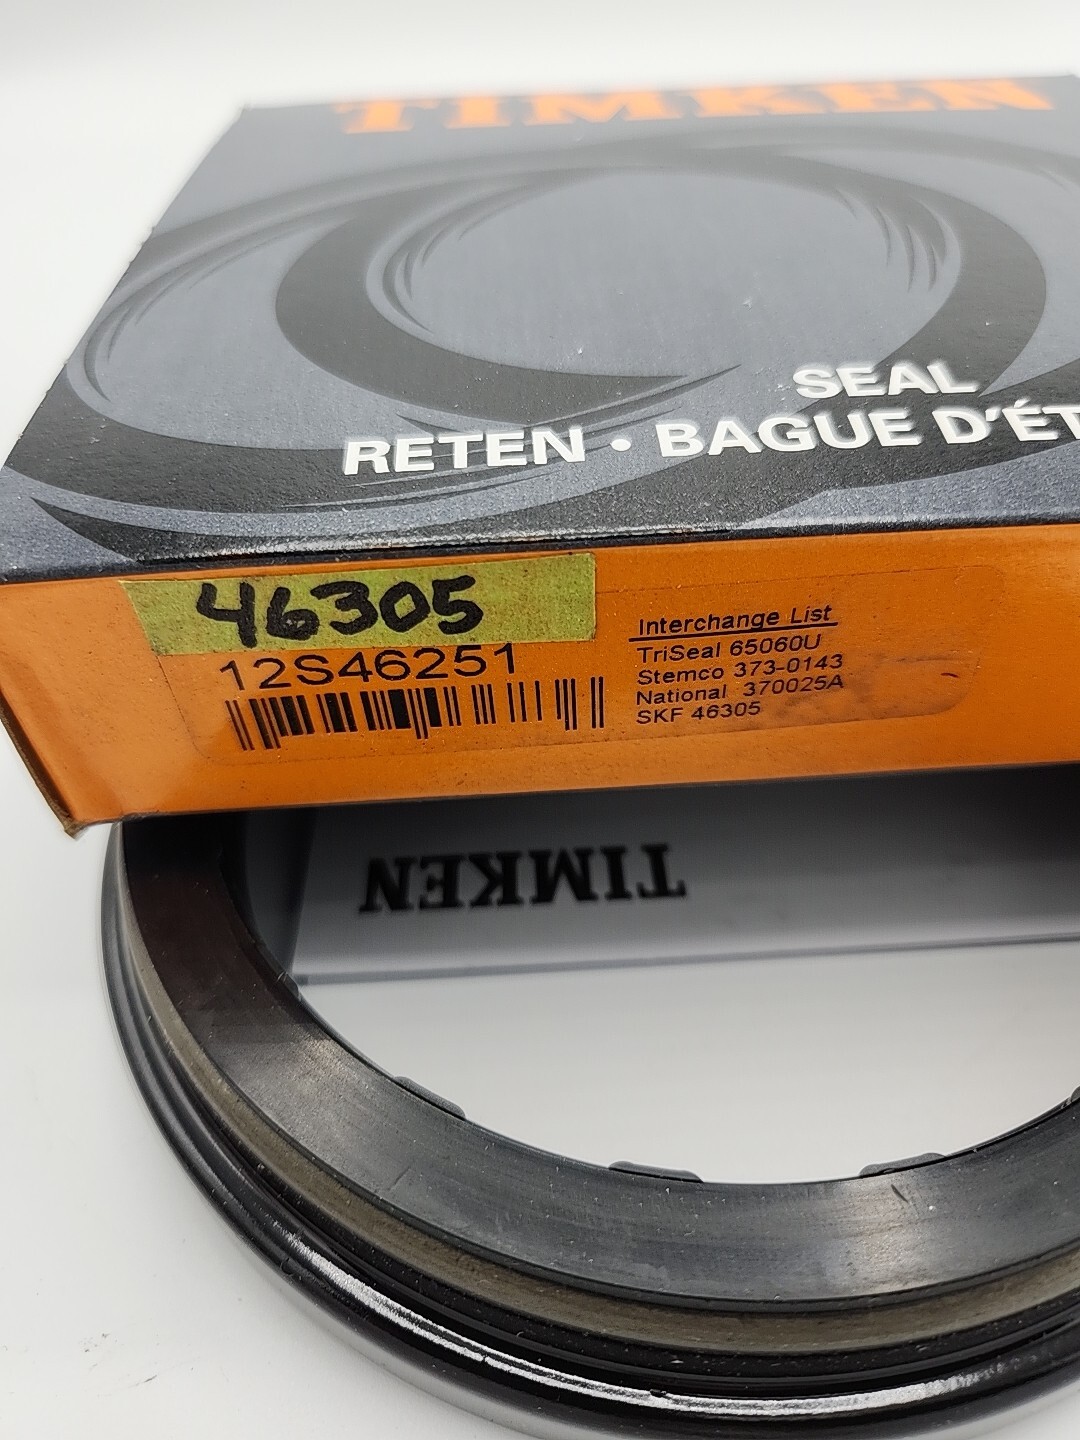 TIMKEN
SEAL
RETEN • BAGUE D'ÉT
46305
12S46251
Interchange List
TriSeal 65060U
Stemco 373-0143
National 370025A
SKF 46305
TIMKEN